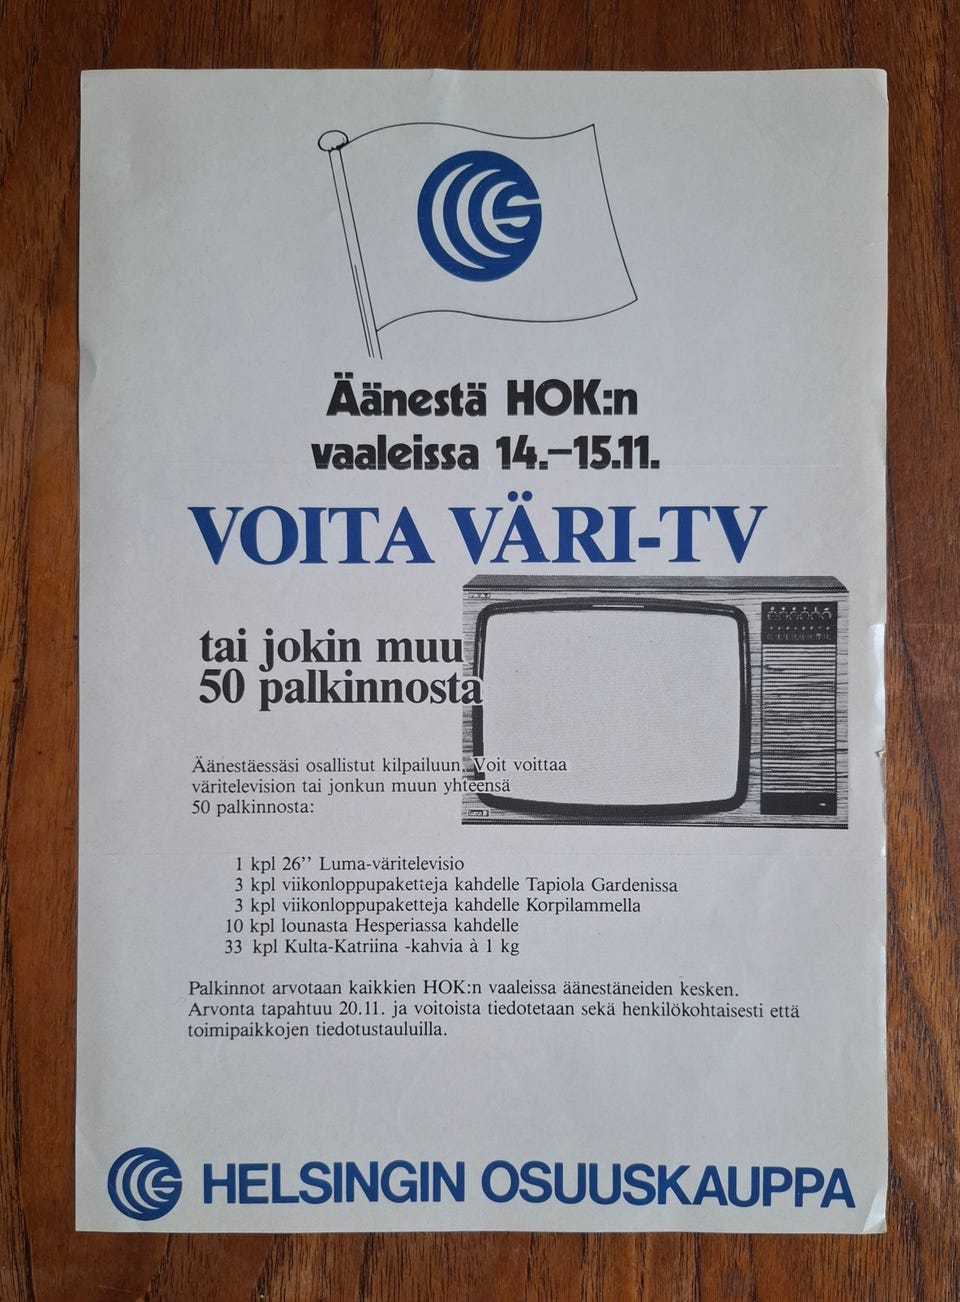 Äänestä HOK:n
vaaleissa 14.–15.11.
VOITA VÄRI-TV
tai jokin muu
50 palkinnosta
Äänestäessäsi osallistut kilpailuun. Voit voittaa
väritelevision tai jonkun muun yhteensä
50 palkinnosta:
1 kpl 26’’ Luma-väritelevisio
3 kpl viikonloppupaketteja kahdelle Tapiola Gardenissa
3 kpl viikonloppupaketteja kahdelle Korpilammella
10 kpl lounasta Hesperiassa kahdelle
33 kpl Kulta-Katriina -kahvia à 1 kg
Palkinnot arvotaan kaikkien HOK:n vaaleissa äänestäneiden kesken.
Arvonta tapahtuu 20.11. ja voitoista tiedotetaan sekä henkilökohtaisesti että
toimipaikkojen tiedotustauluilla.
HELSINGIN OSUUSKAUPPA